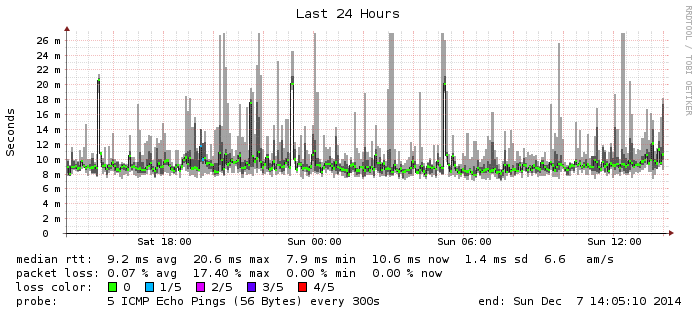 Last 24 Hours
RRDTOOL / TOBI OETIKER
Seconds
26 m
24 m
22 m
20 m
18 m
16 m
14 m
12 m
10 m
8 m
6 m
4 m
2 m
0
Sat 18:00 Sun 00:00 Sun 06:00 Sun 12:00
median rtt: 9.2 ms avg 20.6 ms max 7.9 ms min 10.6 ms now 1.4 ms sd 6.6 am/s
packet loss: 0.07 % avg 17.40 % max 0.00 % min 0.00 % now
loss color: 0 1/5 2/5 3/5 4/5
probe: 5 ICMP Echo Pings (56 Bytes) every 300s end: Sun Dec 7 14:05:10 2014